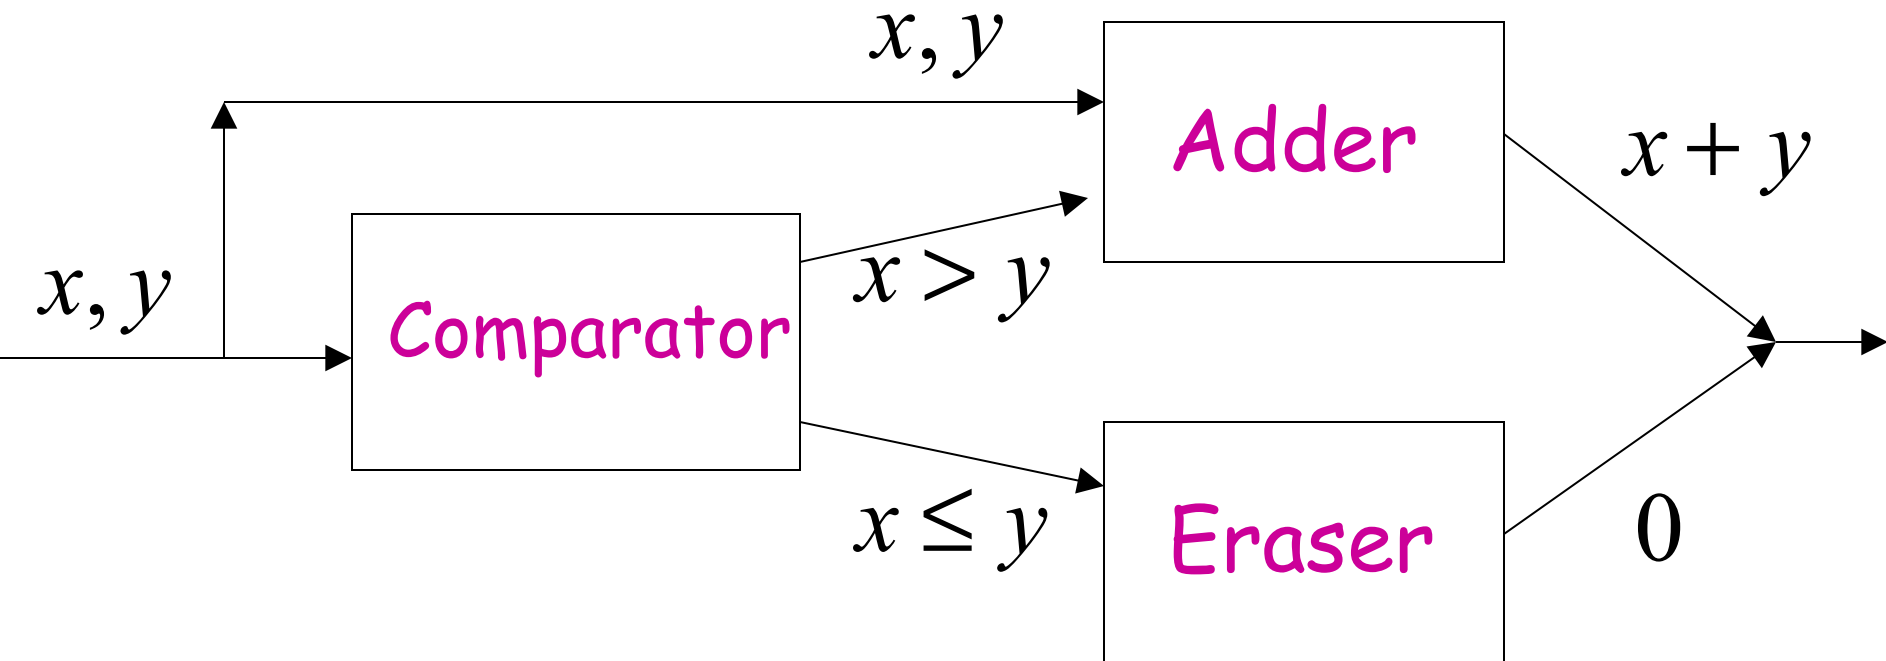 x, y
Adder
x + y
x, y
x > y
Comparator
x ≤ y
Eraser
0